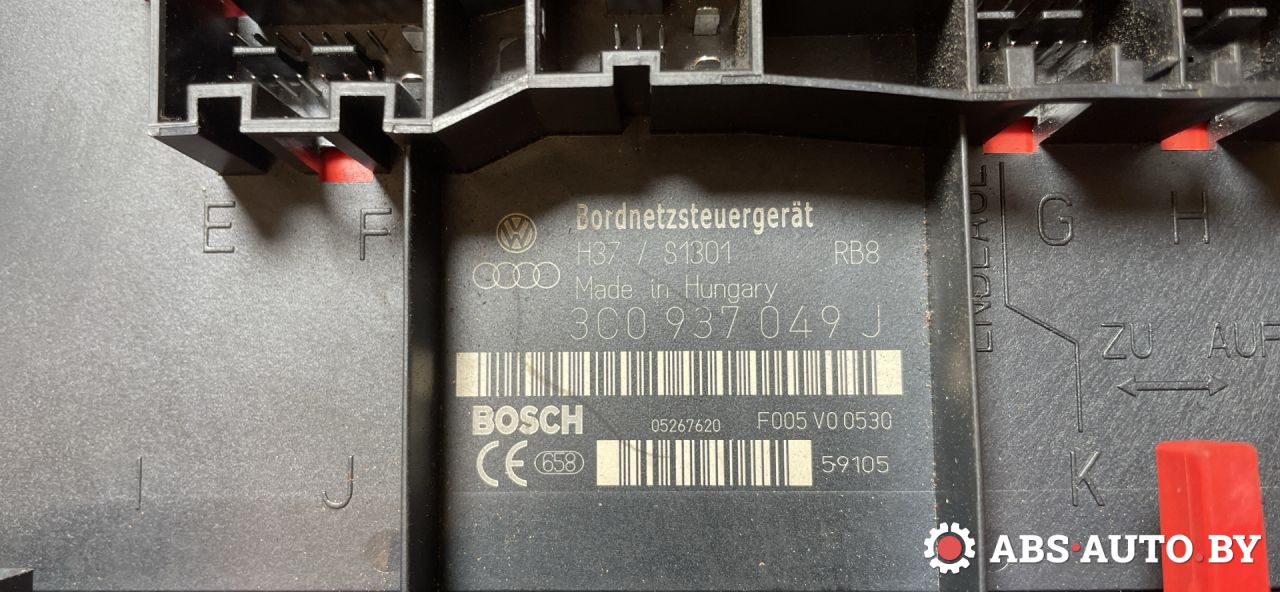 E F
Bordnetzsteuergerät
H37 / S1301 RB8
Made in Hungary
3C0 937 049 J
BOSCH 05267620 F005 V0 0530
CE 658 59105
I J
ENDLAGE
G H
ZU AUF
K
ABS·AUTO.BY